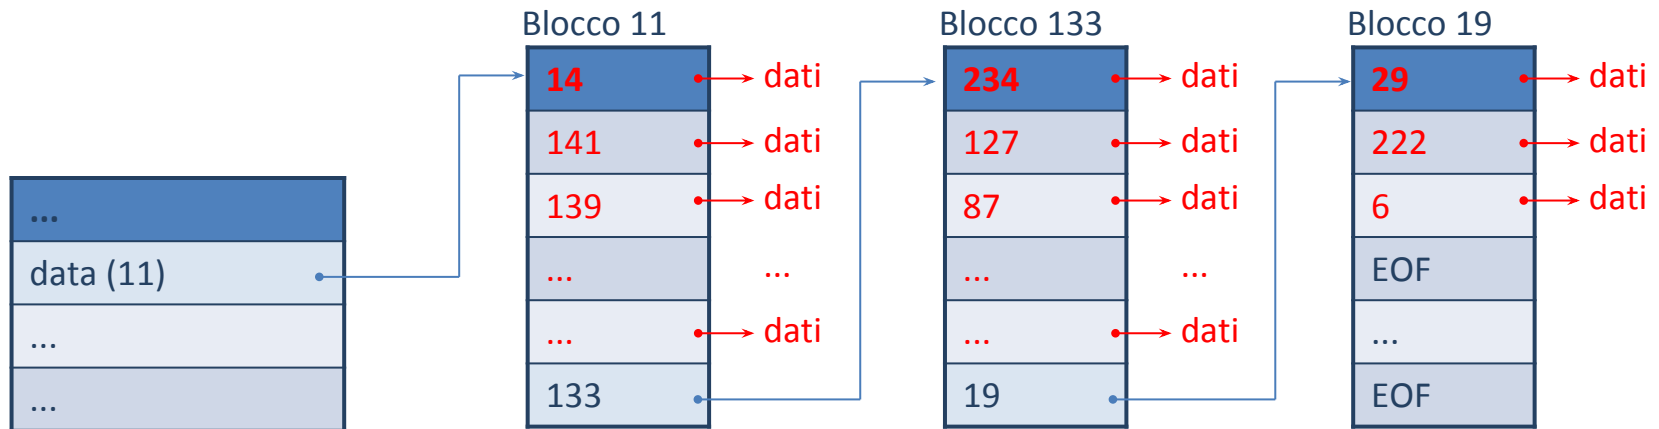 ...
data (11)
...
...
Blocco 11
14 dati
141 dati
139 dati
... ...
... dati
133
Blocco 133
234 dati
127 dati
87 dati
... ...
... dati
19
Blocco 19
29 dati
222 dati
6 dati
EOF
...
EOF